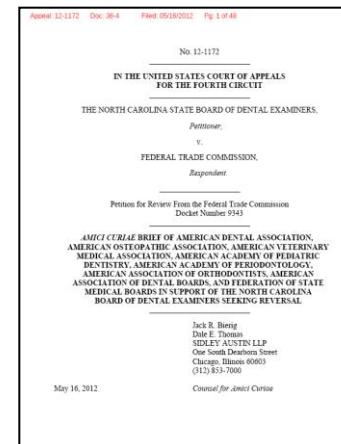 Appeal: 12-1172 Doc: 38-4 Filed: 05/18/2012 Pg: 1 of 48
No. 12-1172
IN THE UNITED STATES COURT OF APPEALS
FOR THE FOURTH CIRCUIT
THE NORTH CAROLINA STATE BOARD OF DENTAL EXAMINERS,
Petitioner,
v.
FEDERAL TRADE COMMISSION,
Respondent.
Petition for Review From the Federal Trade Commission
Docket Number 9343
AMICI CURIAE BRIEF OF AMERICAN DENTAL ASSOCIATION,
AMERICAN OSTEOPATHIC ASSOCIATION, AMERICAN VETERINARY
MEDICAL ASSOCIATION, AMERICAN ACADEMY OF PEDIATRIC
DENTISTRY, AMERICAN ACADEMY OF PERIODONTOLOGY,
AMERICAN ASSOCIATION OF ORTHODONTISTS, AMERICAN
ASSOCIATION OF DENTAL BOARDS, AND FEDERATION OF STATE
MEDICAL BOARDS IN SUPPORT OF THE NORTH CAROLINA
BOARD OF DENTAL EXAMINERS SEEKING REVERSAL
Jack R. Bierig
Dale E. Thomas
SIDLEY AUSTIN LLP
One South Dearborn Street
Chicago, Illinois 60603
(312) 853-7000
May 16, 2012 Counsel for Amici Curiae